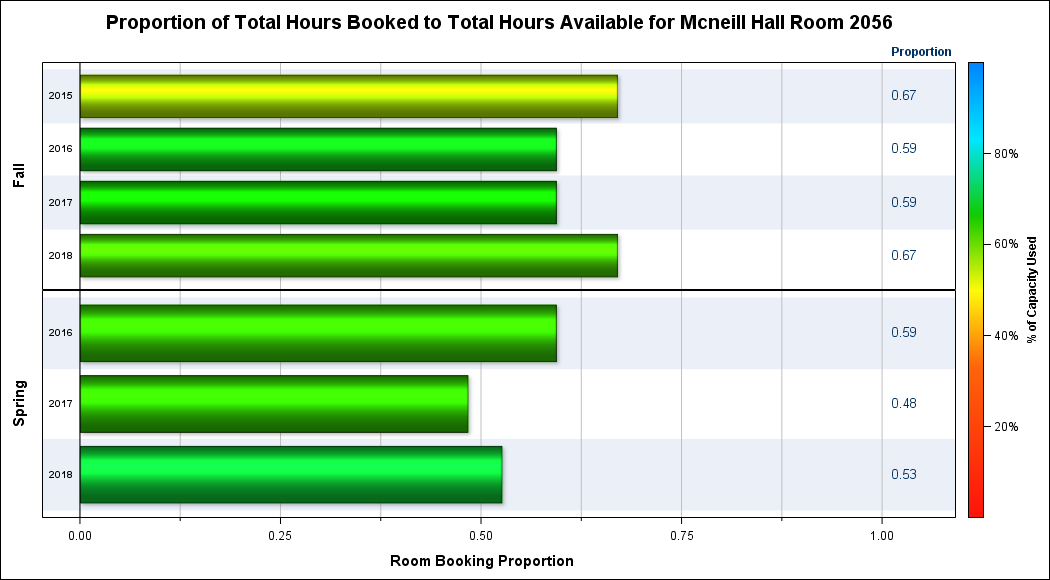 Proportion of Total Hours Booked to Total Hours Available for Mcneill Hall Room 2056
Proportion
Fall
2015 0.67
2016 0.59
2017 0.59
2018 0.67
Spring
2016 0.59
2017 0.48
2018 0.53
0.00 0.25 0.50 0.75 1.00
Room Booking Proportion
80%
60%
40%
20%
% of Capacity Used